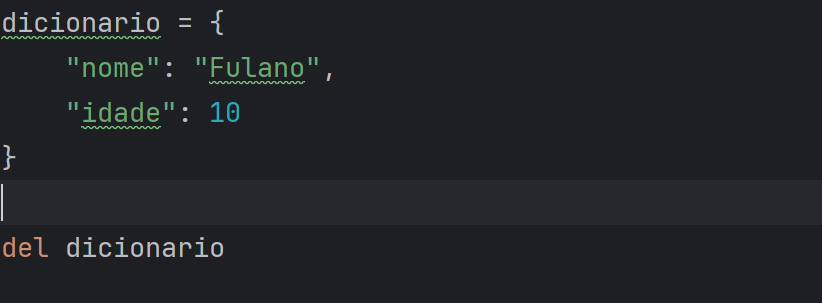 dicionario = {
    "nome": "Fulano",
    "idade": 10
}
del dicionario